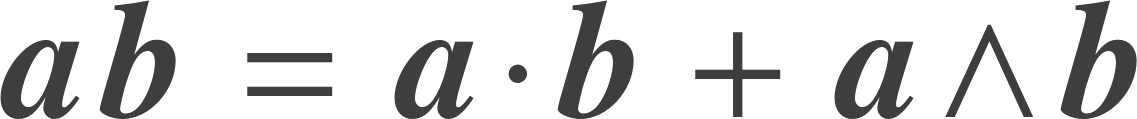 ab = a · b + a ∧ b